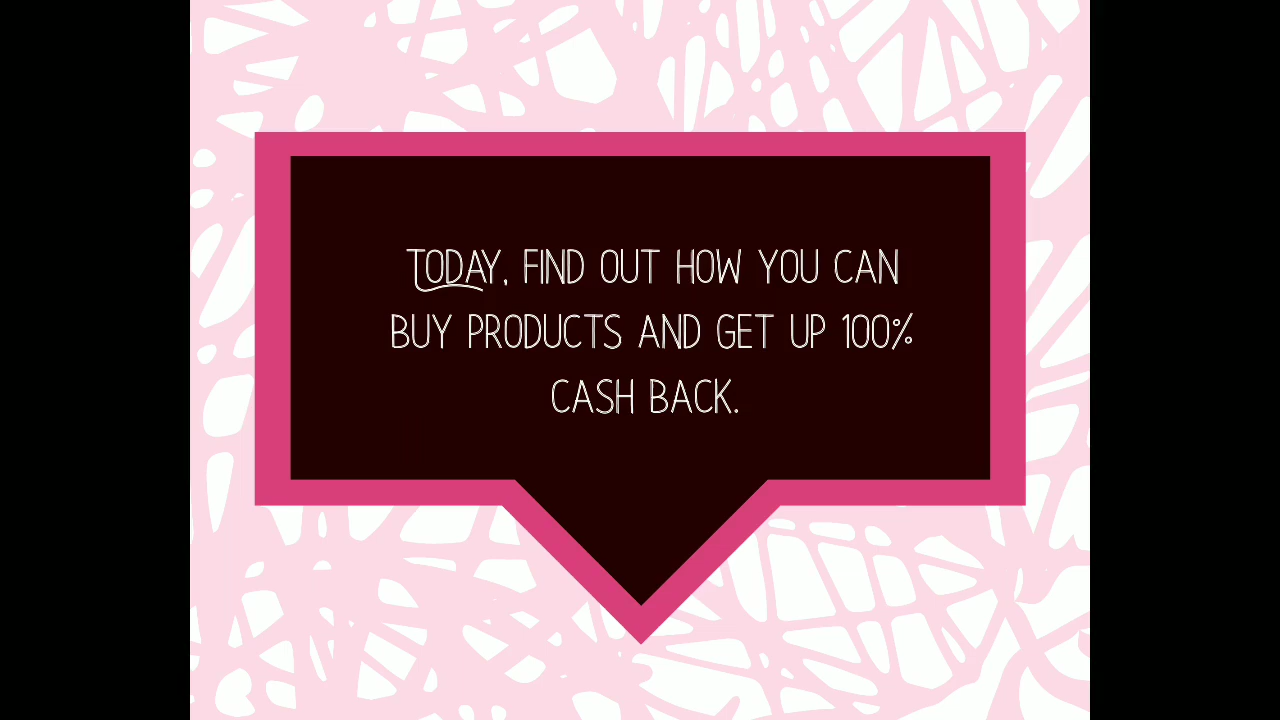 TODAY, FIND OUT HOW YOU CAN
BUY PRODUCTS AND GET UP 100%
CASH BACK.